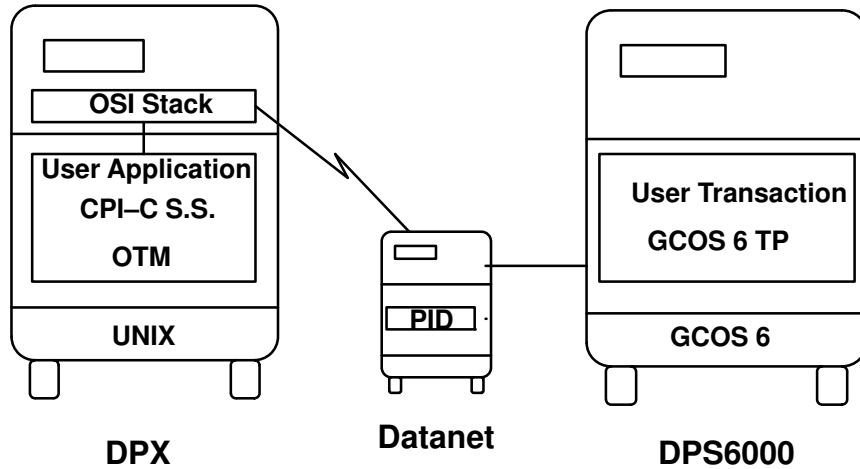 OSI Stack
User Application
CPI–C S.S.
OTM
UNIX
DPX
PID
Datanet
User Transaction
GCOS 6 TP
GCOS 6
DPS6000